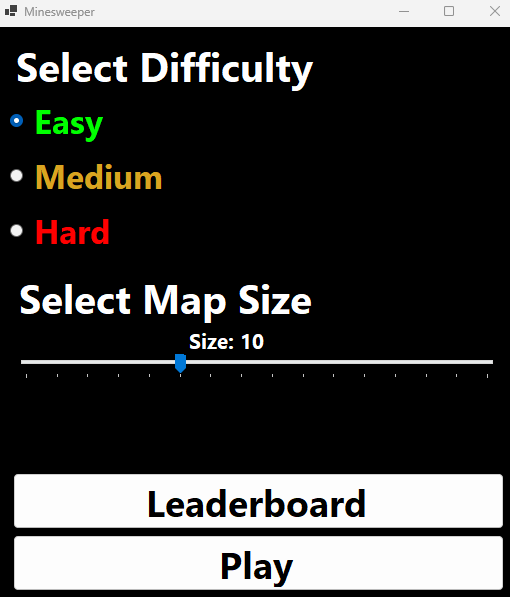 Minesweeper
Select Difficulty
Easy
Medium
Hard
Select Map Size
Size: 10
Leaderboard
Play